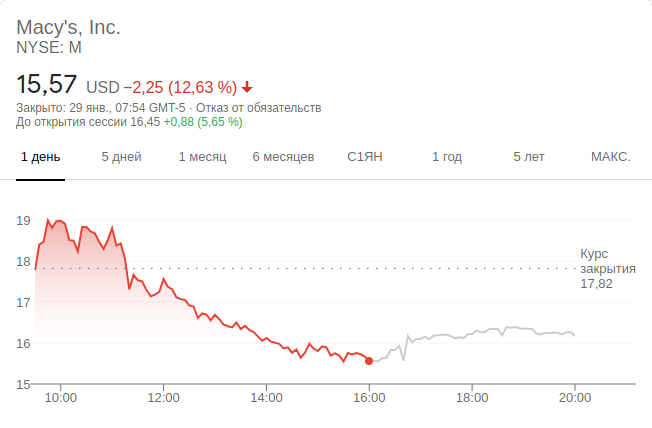 Macy's, Inc.
NYSE: M
15,57 USD −2,25 (12,63 %)
Закрыто: 29 янв., 07:54 GMT-5 · Отказ от обязательств
До открытия сессии 16,45 +0,88 (5,65 %)
1 день 5 дней 1 месяц 6 месяцев С1ЯН 1 год 5 лет МАКС.
19
18
17
16
15
Курс
закрытия
17,82
10:00 12:00 14:00 16:00 18:00 20:00